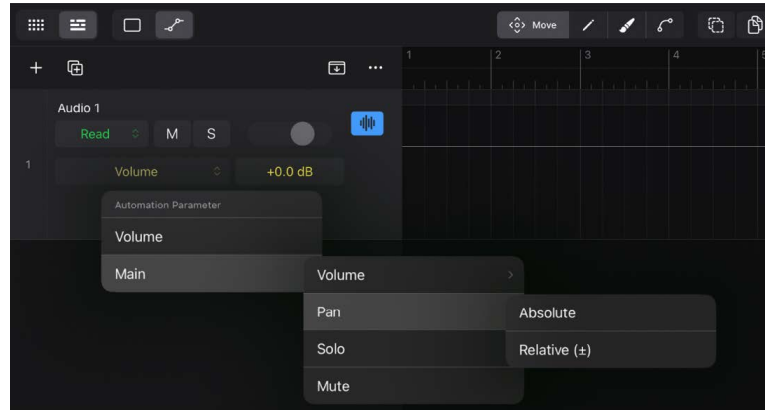 Move
1 2 3 4
Audio 1
Read M S
1
Volume +0.0 dB
Automation Parameter
Volume
Main
Volume
Pan
Solo
Mute
Absolute
Relative (±)